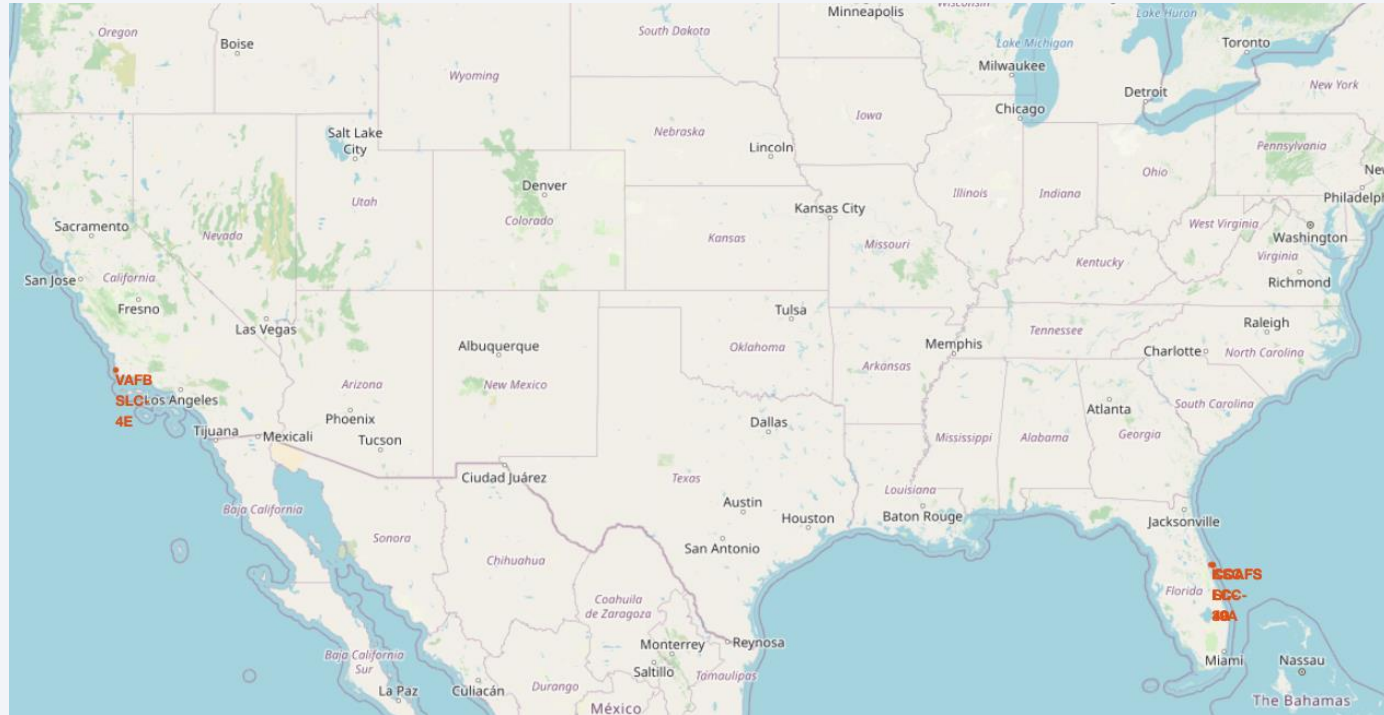 Minneapolis
Wisconsin
Lake Huron
Oregon
South Dakota
Boise
Lake Michigan
Toronto
Milwaukee
Wyoming
Detroit
New York
Chicago
Iowa
Nebraska
Salt Lake
City
Lincoln
Pennsylvania
Ohio
Denver
Illinois
Indiana
Utah
Philadelph
Kansas City
Colorado
West Virginia
Sacramento
Nevada
Kansas
Missouri
Washington
Kentucky
Virginia
San Jose
California
Richmond
Fresno
Tulsa
Las Vegas
Raleigh
Tennessee
Albuquerque
Oklahoma
Memphis
Charlotte
North Carolina
Arkansas
VAFB
SLC-
4E
Los Angeles
Arizona
New Mexico
South Carolina
Atlanta
Phoenix
Dallas
Tijuana
Mexicali
Tucson
Mississippi
Alabama
Georgia
Ciudad Juárez
Texas
Louisiana
Austin
Baja California
Houston
Baton Rouge
Jacksonville
Sonora
San Antonio
Chihuahua
Florida
Coahuila
de Zaragoza
Monterrey
Reynosa
Baja California
Sur
Saltillo
Tamaulipas
Miami
Nassau
La Paz
Culiacán
Durango
México
The Bahamas